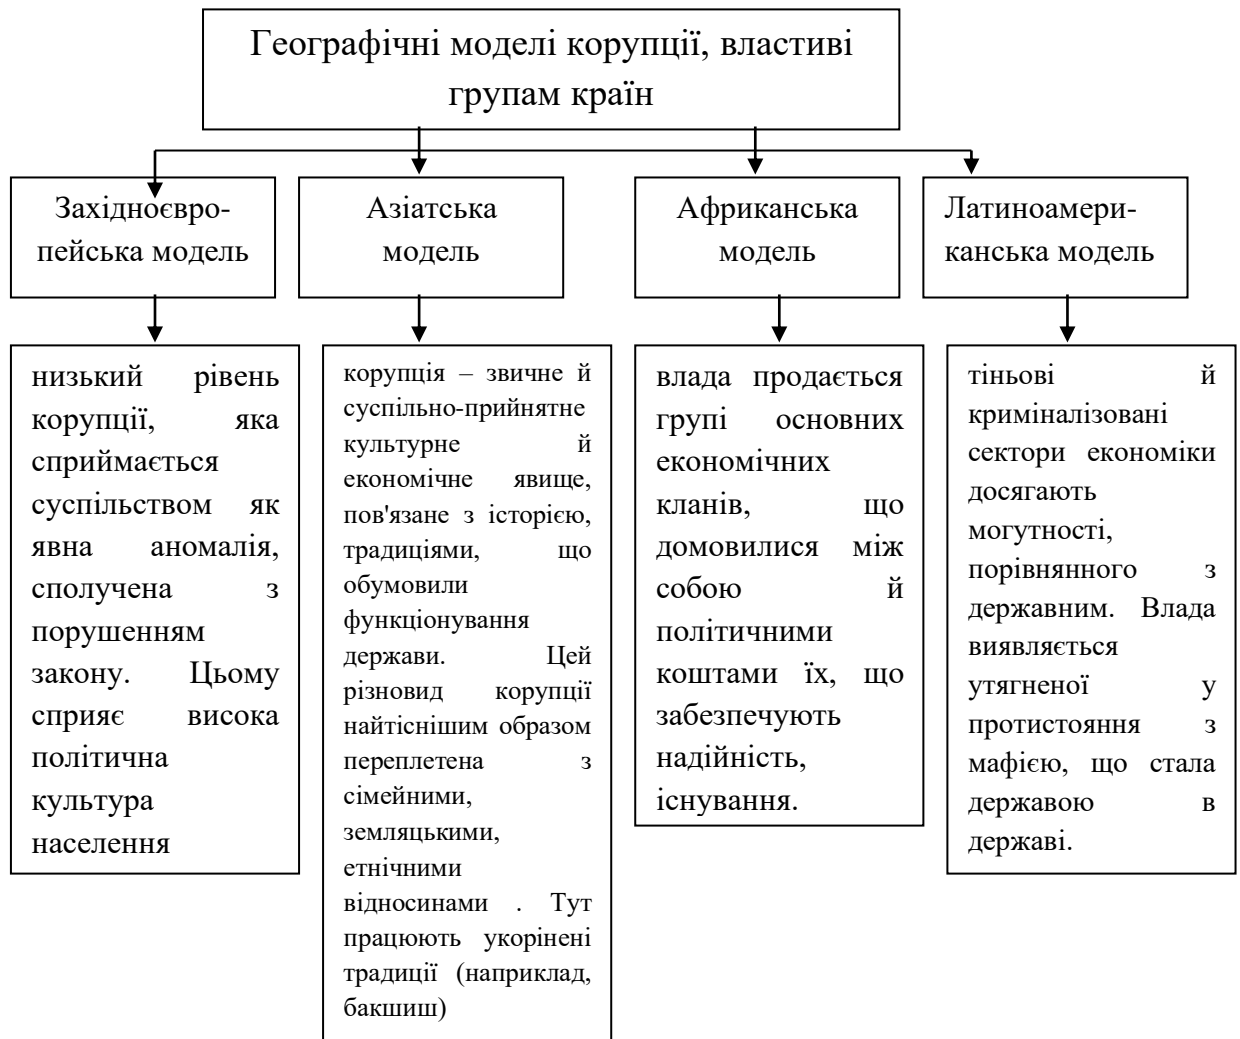 Географічні моделі корупції, властиві
групам країн
Західноєвро-
пейська модель
Азіатська
модель
Африканська
модель
Латиноамери-
канська модель
низький рівень
корупції, яка
сприймається
суспільством як
явна аномалія,
сполучена з
порушенням
закону. Цьому
сприяє висока
політична
культура
населення
корупція – звичне й
суспільно-прийнятне
культурне й
економічне явище,
пов'язане з історією,
традиціями, що
обумовили
функціонування
держави. Цей
різновид корупції
найтіснішим образом
переплетена з
сімейними,
земляцькими,
етнічними
відносинами . Тут
працюють укорінені
традиції (наприклад,
бакшиш)
влада продається
групі основних
економічних
кланів, що
домовилися між
собою й
політичними
коштами їх, що
забезпечують
надійність,
існування.
тіньові й
криміналізовані
сектори економіки
досягають
могутності,
порівнянного з
державним. Влада
виявляється
утягненої у
протистояння з
мафією, що стала
державою в
державі.